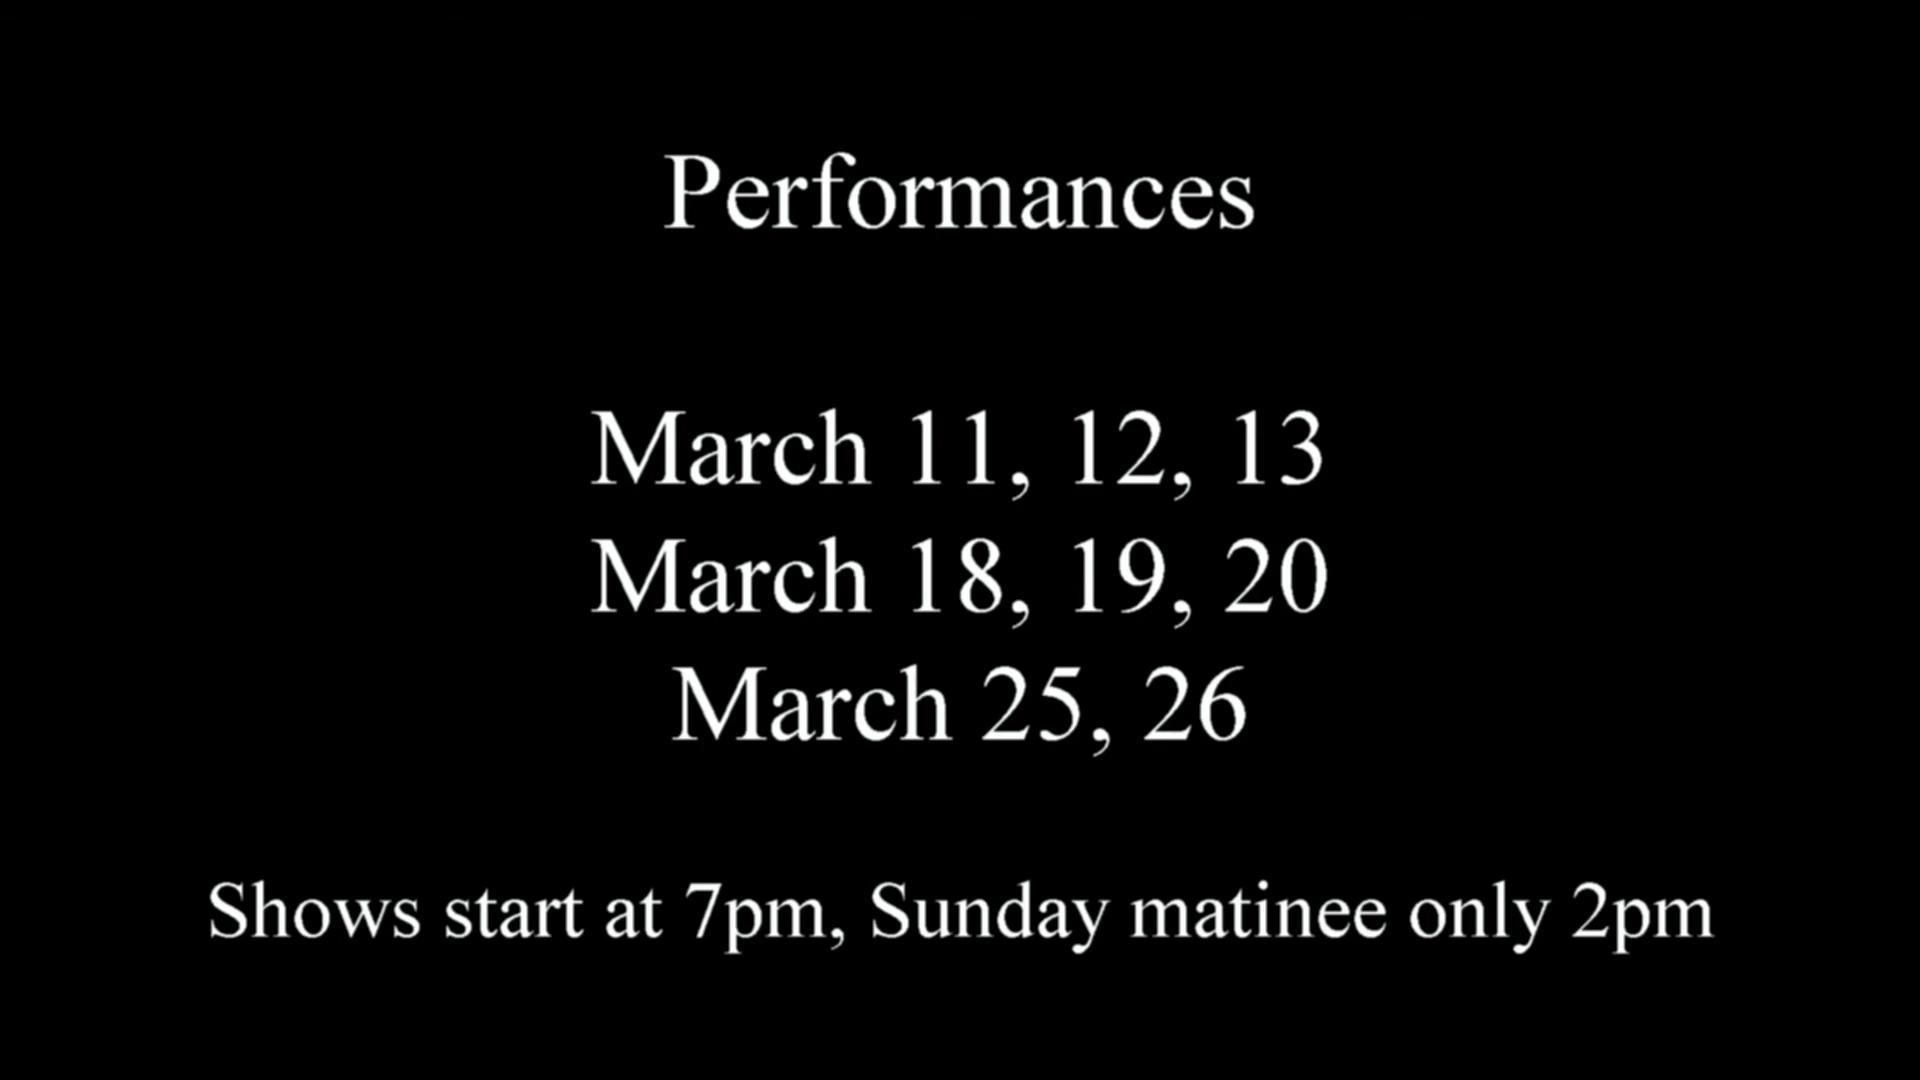 Performances
March 11, 12, 13
March 18, 19, 20
March 25, 26
Shows start at 7pm, Sunday matinee only 2pm